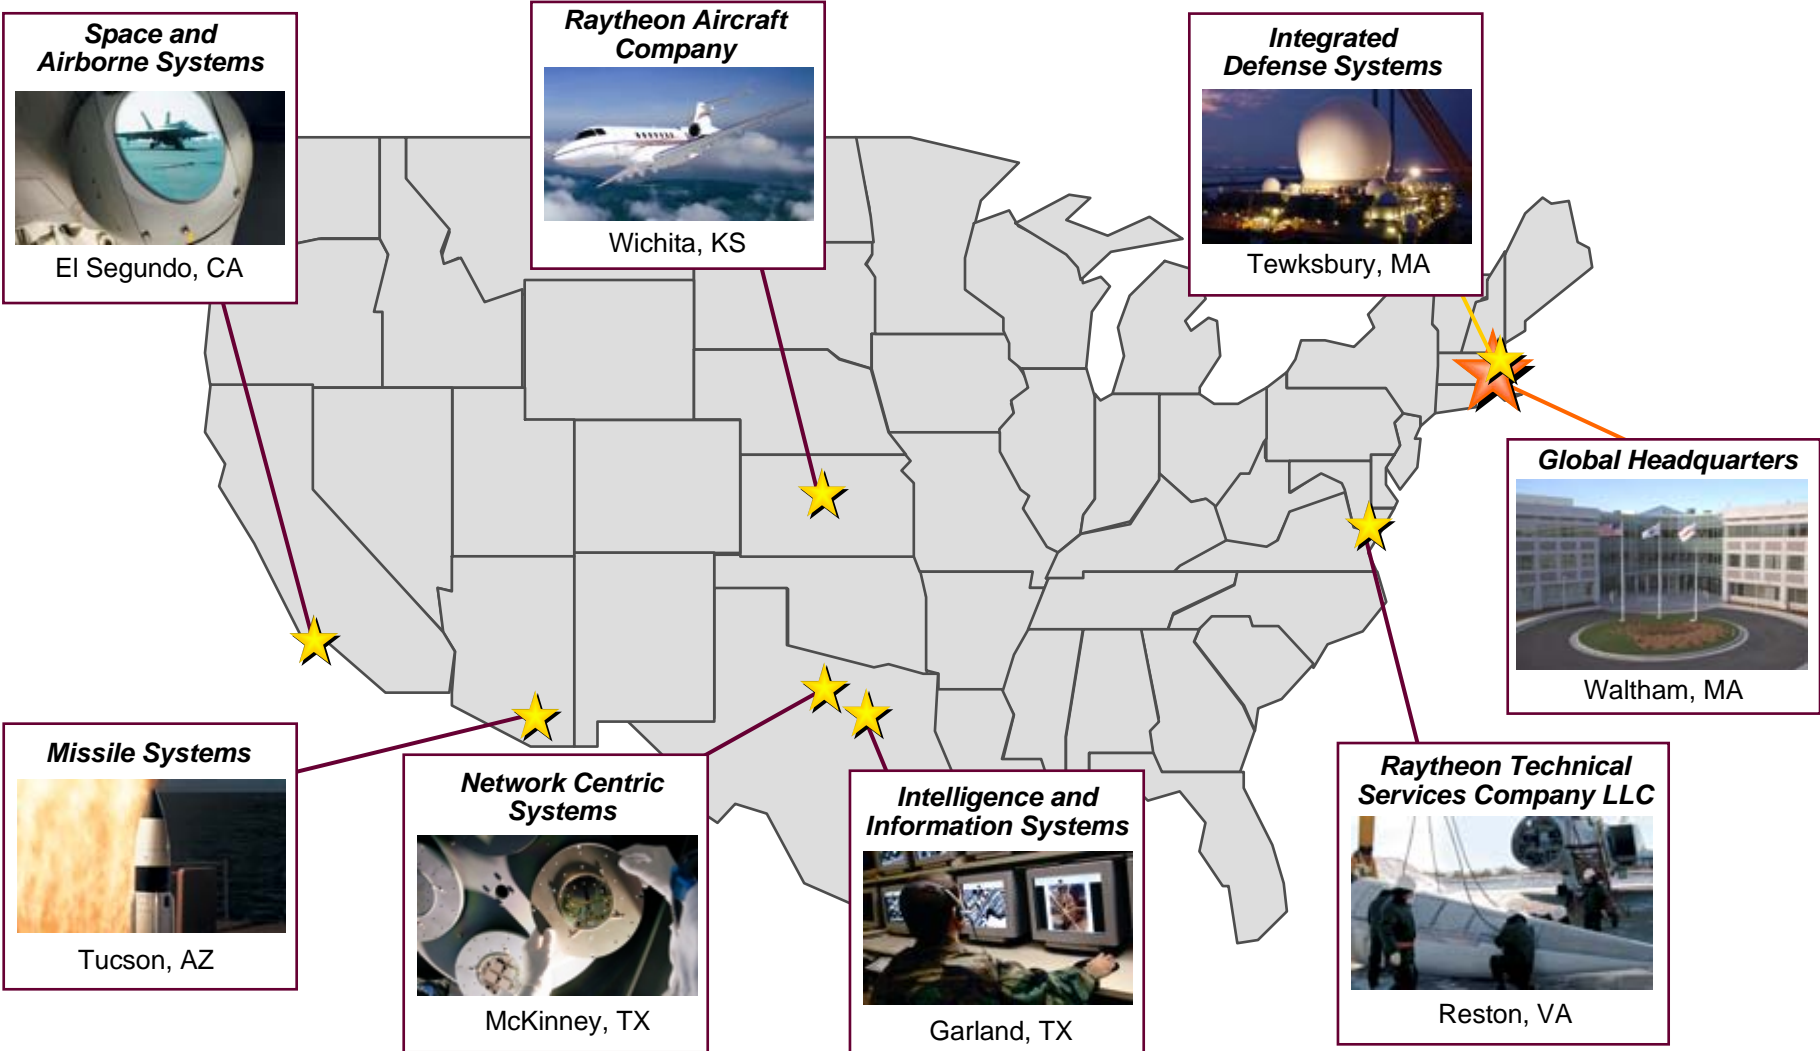 Space and
Airborne Systems
El Segundo, CA
Raytheon Aircraft
Company
Wichita, KS
Integrated
Defense Systems
Tewksbury, MA
Global Headquarters
Waltham, MA
Missile Systems
Tucson, AZ
Network Centric
Systems
McKinney, TX
Intelligence and
Information Systems
Garland, TX
Raytheon Technical
Services Company LLC
Reston, VA